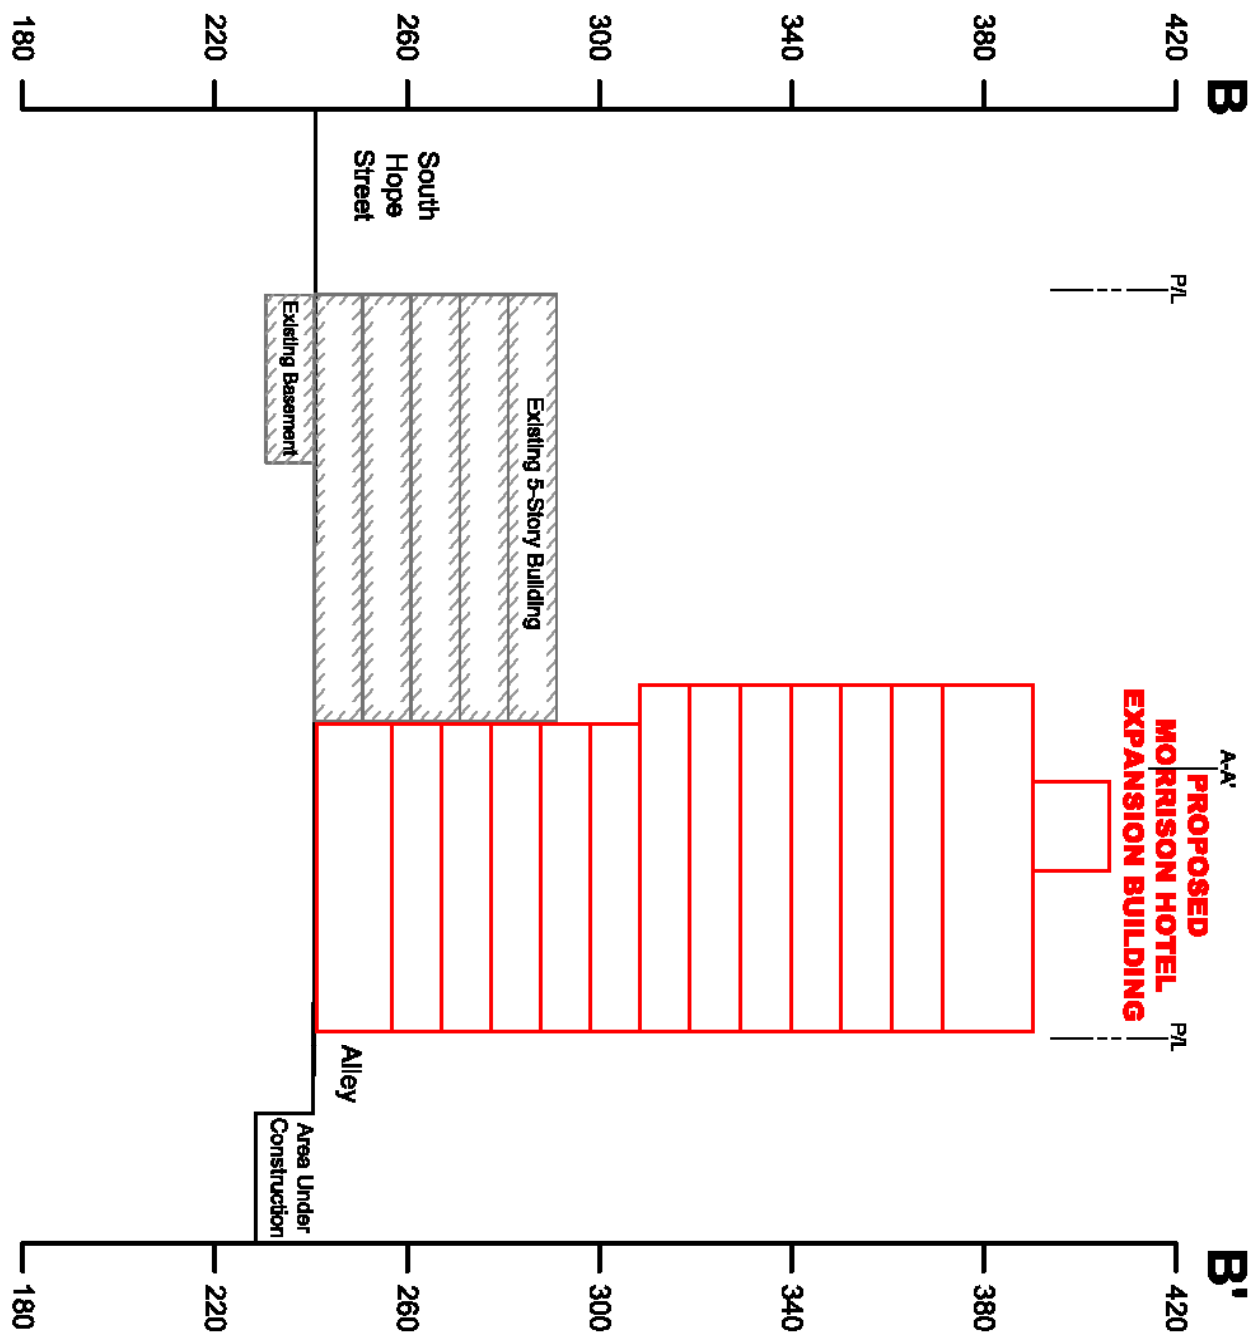 B
B'
420
380
340
300
260
220
180
420
380
340
300
260
220
180
A-A'
P/L
P/L
PROPOSED
MORRISON HOTEL
EXPANSION BUILDING
Existing 5-Story Building
South
Hope
Street
Existing Basement
Alley
Area Under
Construction